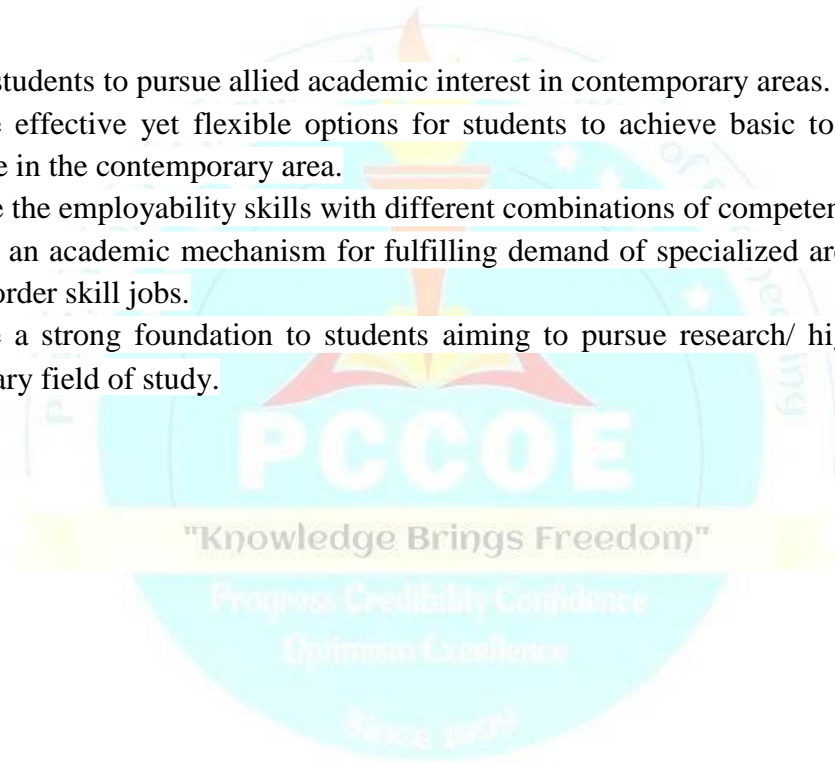 students to pursue allied academic interest in contemporary areas.
effective yet flexible options for students to achieve basic to
e in the contemporary area.
e the employability skills with different combinations of competen
an academic mechanism for fulfilling demand of specialized ar
order skill jobs.
e a strong foundation to students aiming to pursue research/ hi
ary field of study.
PCCOE
"Knowledge Brings Freedom"
Progress Credibility Confidence
Optimism Excellence
Since 1999